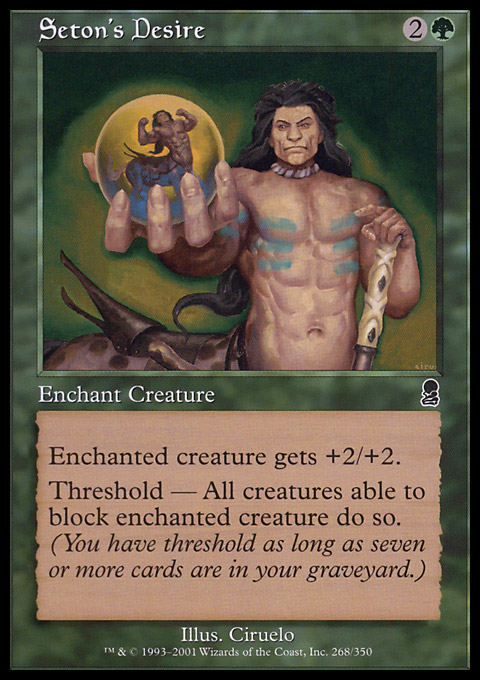 Seton's Desire 2
Enchant Creature
Enchanted creature gets +2/+2.
Threshold — All creatures able to
block enchanted creature do so.
(You have threshold as long as seven
or more cards are in your graveyard.)
Illus. Ciruelo
™ & © 1993–2001 Wizards of the Coast, Inc. 268/350